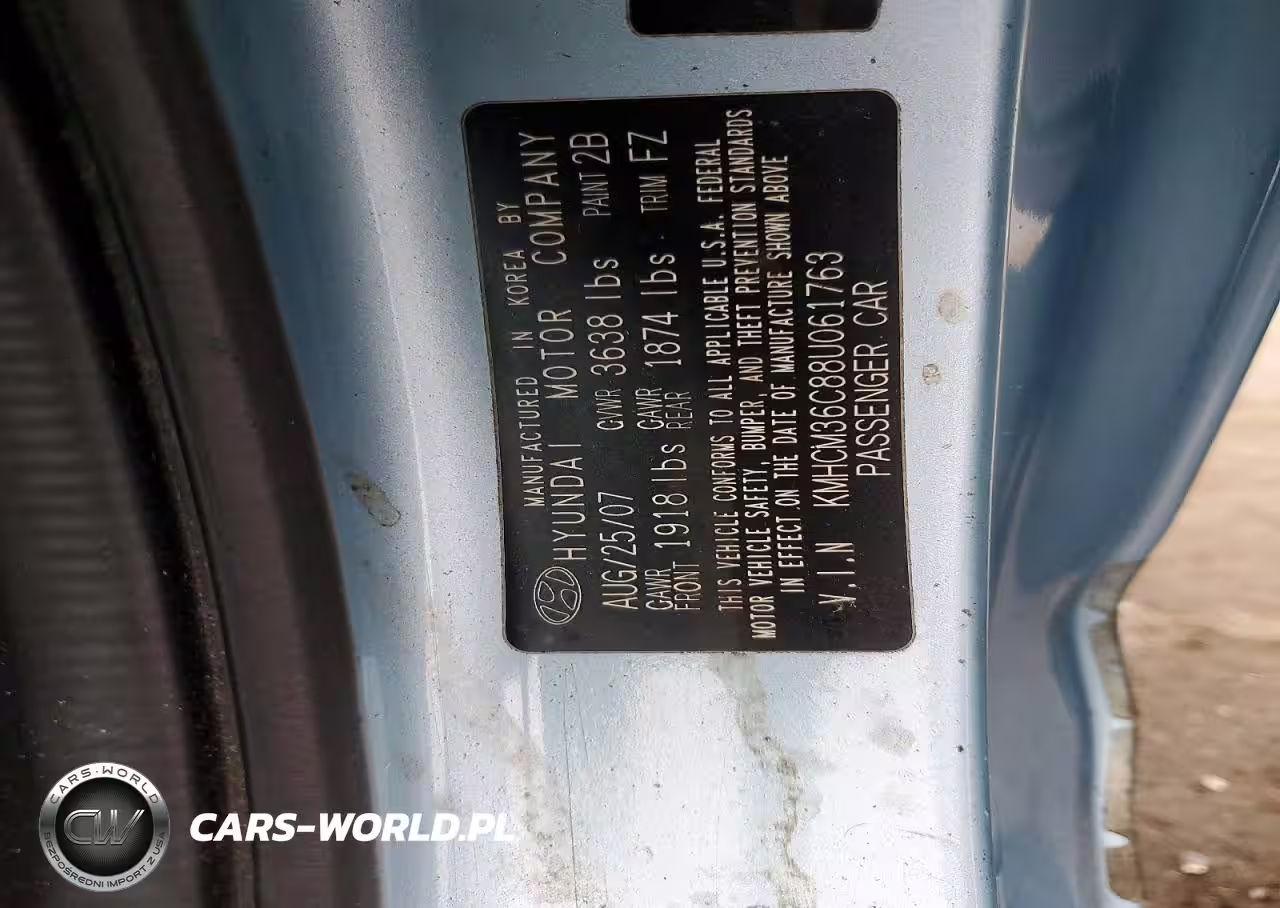 MANUFACTURED IN KOREA BY
HYUNDAI MOTOR COMPANY
AUG/25/07 GVWR 3638 lbs PAINT 2B
GAWR FRONT 1918 lbs GAWR REAR 1874 lbs TRIM FZ
THIS VEHICLE CONFORMS TO ALL APPLICABLE U.S.A. FEDERAL
MOTOR VEHICLE SAFETY, BUMPER, AND THEFT PREVENTION STANDARDS
IN EFFECT ON THE DATE OF MANUFACTURE SHOWN ABOVE
V.I.N KMHCM36C88U061763
PASSENGER CAR
CARS-WORLD
CW
BEZPOŚREDNI IMPORT Z USA
CARS-WORLD.PL